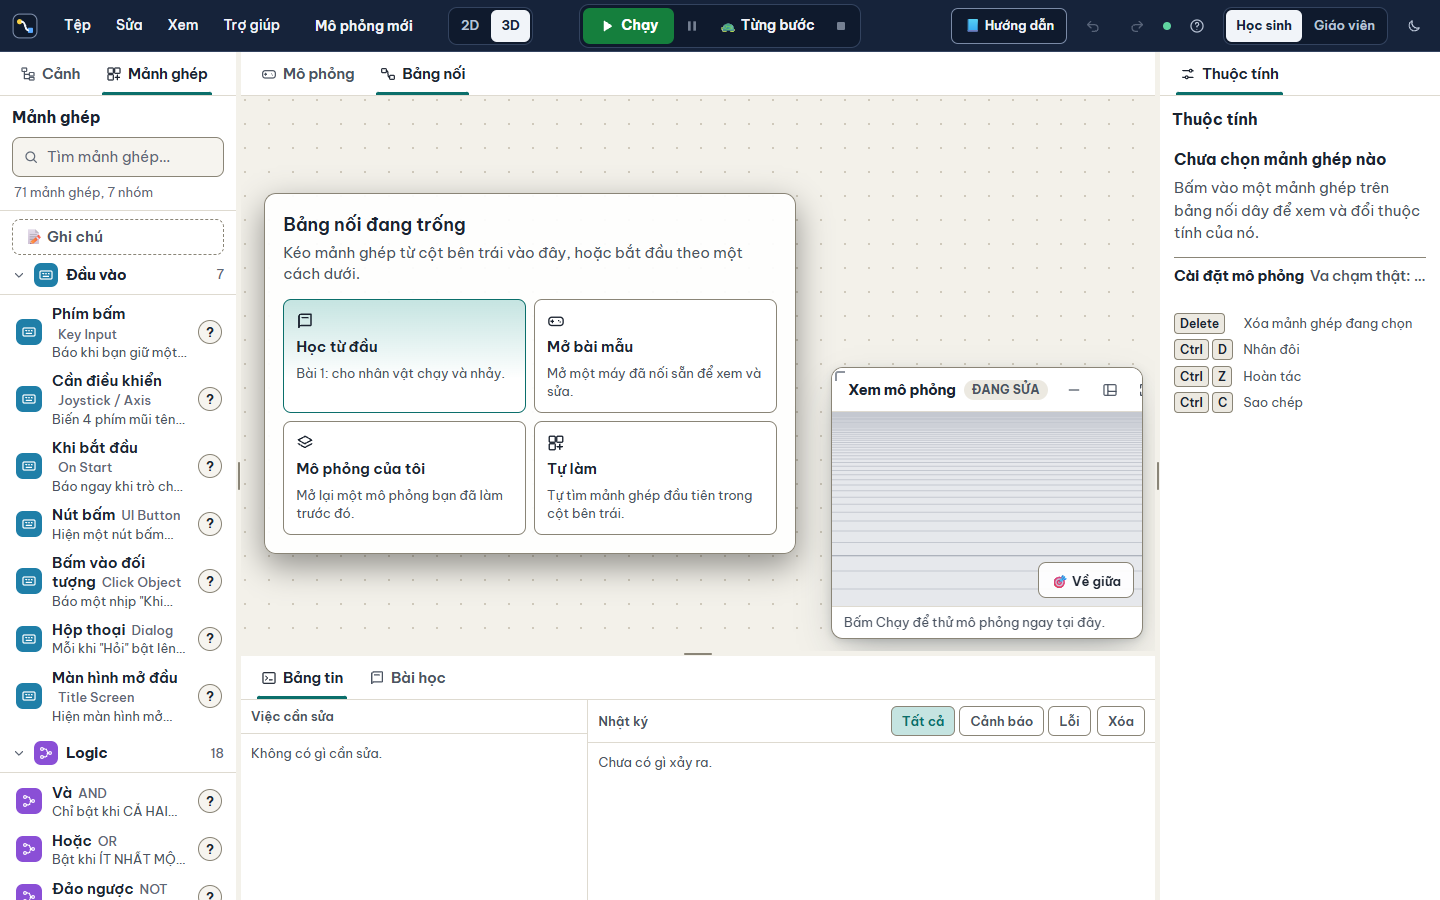 Tệp
Sửa
Xem
Trợ giúp
Mô phỏng mới
2D
3D
Chạy
Từng bước
Hướng dẫn
Học sinh
Giáo viên
Cảnh
Mảnh ghép
Mô phỏng
Bảng nối
Thuộc tính
Mảnh ghép
Tìm mảnh ghép...
71 mảnh ghép, 7 nhóm
Ghi chú
Đầu vào
7
Phím bấm
Key Input
Báo khi bạn giữ một...
?
Cần điều khiển
Joystick / Axis
Biến 4 phím mũi tên...
?
Khi bắt đầu
On Start
Báo ngay khi trò ch...
?
Nút bấm UI Button
Hiện một nút bấm...
?
Bấm vào đối
tượng Click Object
Báo một nhịp "Khi...
?
Hộp thoại Dialog
Mỗi khi "Hỏi" bật lên...
?
Màn hình mở đầu
Title Screen
Hiện màn hình mở...
?
Logic
18
Và AND
Chỉ bật khi CẢ HAI...
?
Hoặc OR
Bật khi ÍT NHẤT MỘ...
?
Đảo ngược NOT
?
Bảng nối đang trống
Kéo mảnh ghép từ cột bên trái vào đây, hoặc bắt đầu theo một
cách dưới.
Học từ đầu
Bài 1: cho nhân vật chạy và nhảy.
Mở bài mẫu
Mở một máy đã nối sẵn để xem và
sửa.
Mô phỏng của tôi
Mở lại một mô phỏng bạn đã làm
trước đó.
Tự làm
Tự tìm mảnh ghép đầu tiên trong
cột bên trái.
Xem mô phỏng
ĐANG SỬA
Về giữa
Bấm Chạy để thử mô phỏng ngay tại đây.
Bảng tin
Bài học
Việc cần sửa
Không có gì cần sửa.
Nhật ký
Tất cả
Cảnh báo
Lỗi
Xóa
Chưa có gì xảy ra.
Thuộc tính
Chưa chọn mảnh ghép nào
Bấm vào một mảnh ghép trên
bảng nối dây để xem và đổi thuộc
tính của nó.
Cài đặt mô phỏng Va chạm thật: ...
Delete Xóa mảnh ghép đang chọn
Ctrl D Nhân đôi
Ctrl Z Hoàn tác
Ctrl C Sao chép